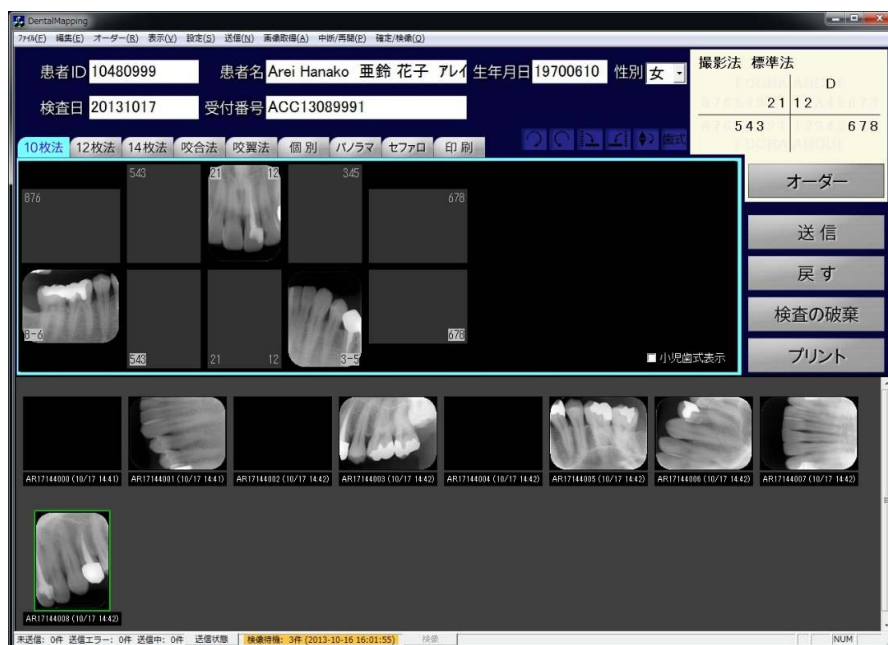 DentalMapping
ﾌｧｲﾙ(F) 編集(E) オーダー(R) 表示(V) 設定(S) 送信(N) 画像取得(A) 中断/再開(P) 確定/検像(Q)
患者ID 10480999 患者名 Arei Hanako 亜鈴 花子 アレイ 生年月日 19700610 性別 女
検査日 20131017 受付番号 ACC13089991
撮影法 標準法
D
21 12
543 678
10枚法 12枚法 14枚法 咬合法 咬翼法 個別 パノラマ セファロ 印刷 歯式
オーダー
送信
戻す
検査の破棄
プリント
876 543 21 12 345 678
8-6 543 21 12 3-5 678
小児歯式表示
AR17144000 (10/17 14:41) AR17144001 (10/17 14:41) AR17144002 (10/17 14:42) AR17144003 (10/17 14:42) AR17144004 (10/17 14:42) AR17144005 (10/17 14:42) AR17144006 (10/17 14:42) AR17144007 (10/17 14:42)
AR17144008 (10/17 14:42)
未送信: 0件 送信エラー: 0件 送信中: 0件 送信状態 検像待機: 3件 (2013-10-16 16:01:55) 検像 NUM